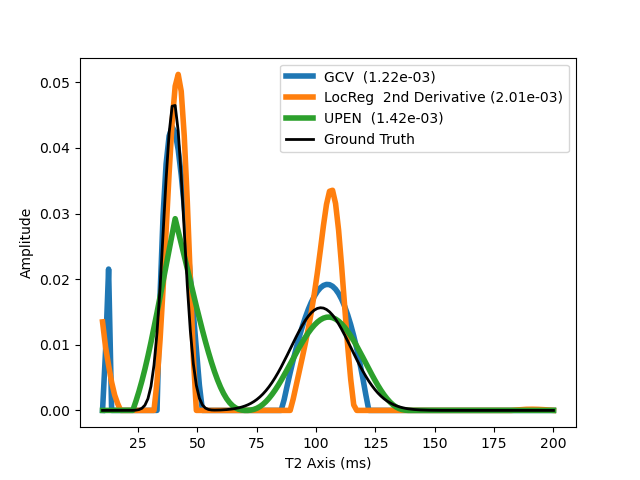 GCV (1.22e-03)
LocReg 2nd Derivative (2.01e-03)
UPEN (1.42e-03)
Ground Truth
0.05
0.04
0.03
0.02
0.01
0.00
Amplitude
25 50 75 100 125 150 175 200
T2 Axis (ms)